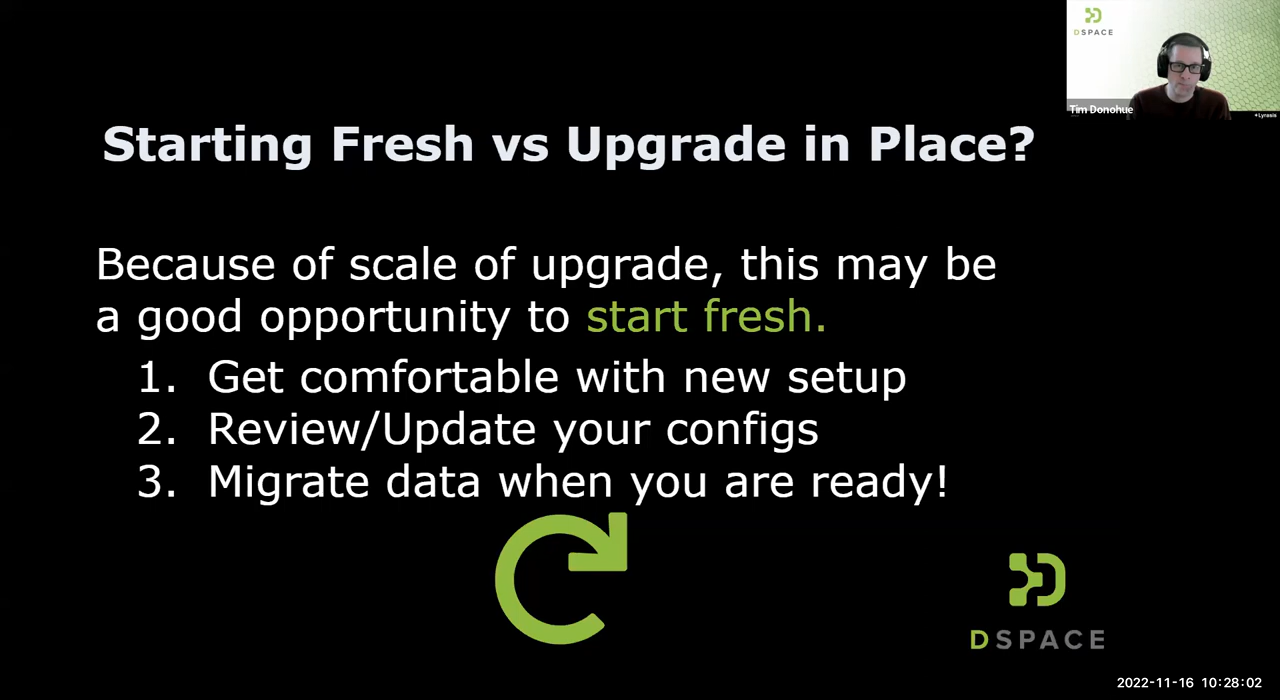 DSPACE
Tim Donohue
Lyrasis
Starting Fresh vs Upgrade in Place?
Because of scale of upgrade, this may be
a good opportunity to start fresh.
1. Get comfortable with new setup
2. Review/Update your configs
3. Migrate data when you are ready!
DSPACE
2022-11-16 10:28:02